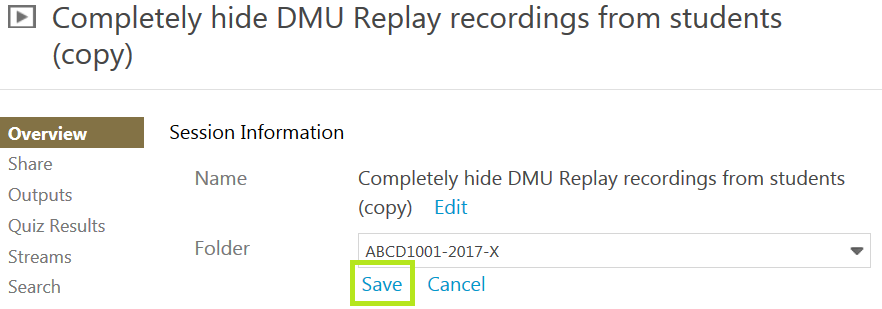 Completely hide DMU Replay recordings from students
(copy)
Overview
Session Information
Share
Name
Completely hide DMU Replay recordings from students
(copy) Edit
Outputs
Quiz Results
Folder
ABCD1001-2017-X
Streams
Save Cancel
Search